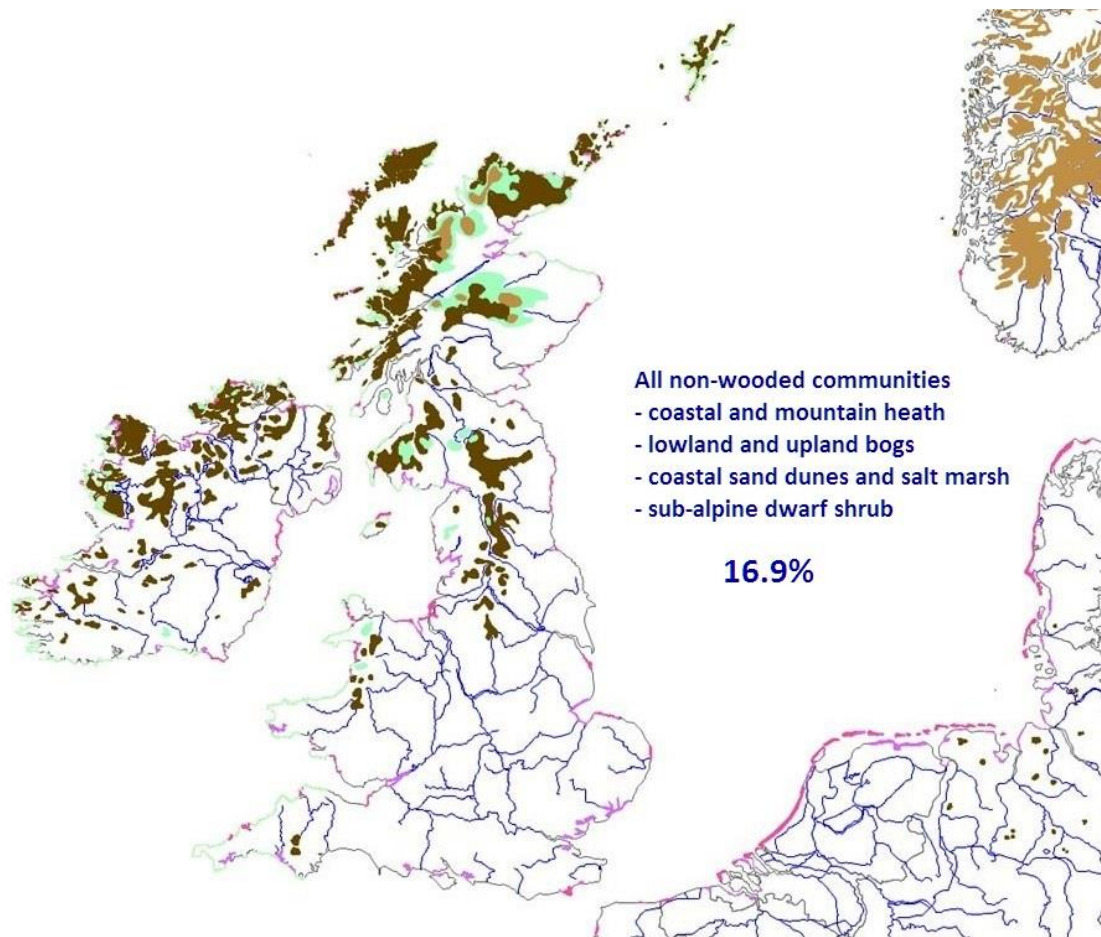 All non-wooded communities
- coastal and mountain heath
- lowland and upland bogs
- coastal sand dunes and salt marsh
- sub-alpine dwarf shrub
16.9%